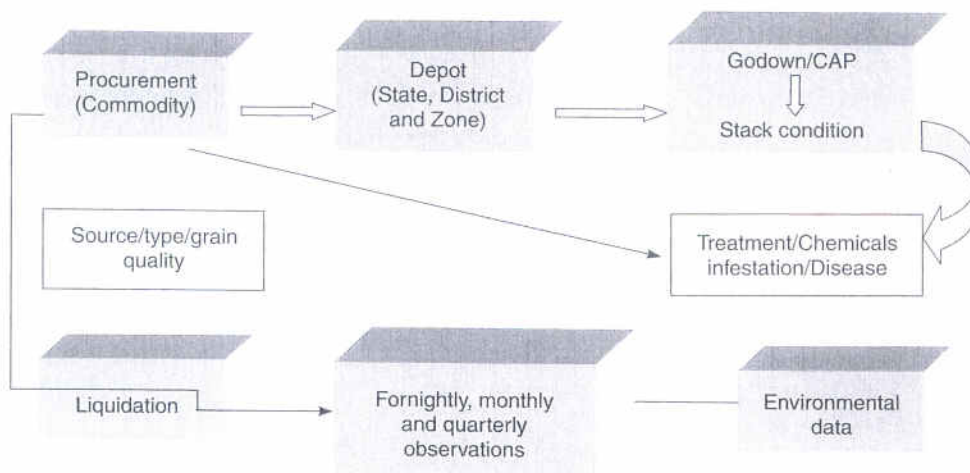 Procurement
(Commodity)
Depot
(State, District
and Zone)
Godown/CAP
Stack condition
Source/type/grain
quality
Treatment/Chemicals
infestation/Disease
Liquidation
Fornightly, monthly
and quarterly
observations
Environmental
data